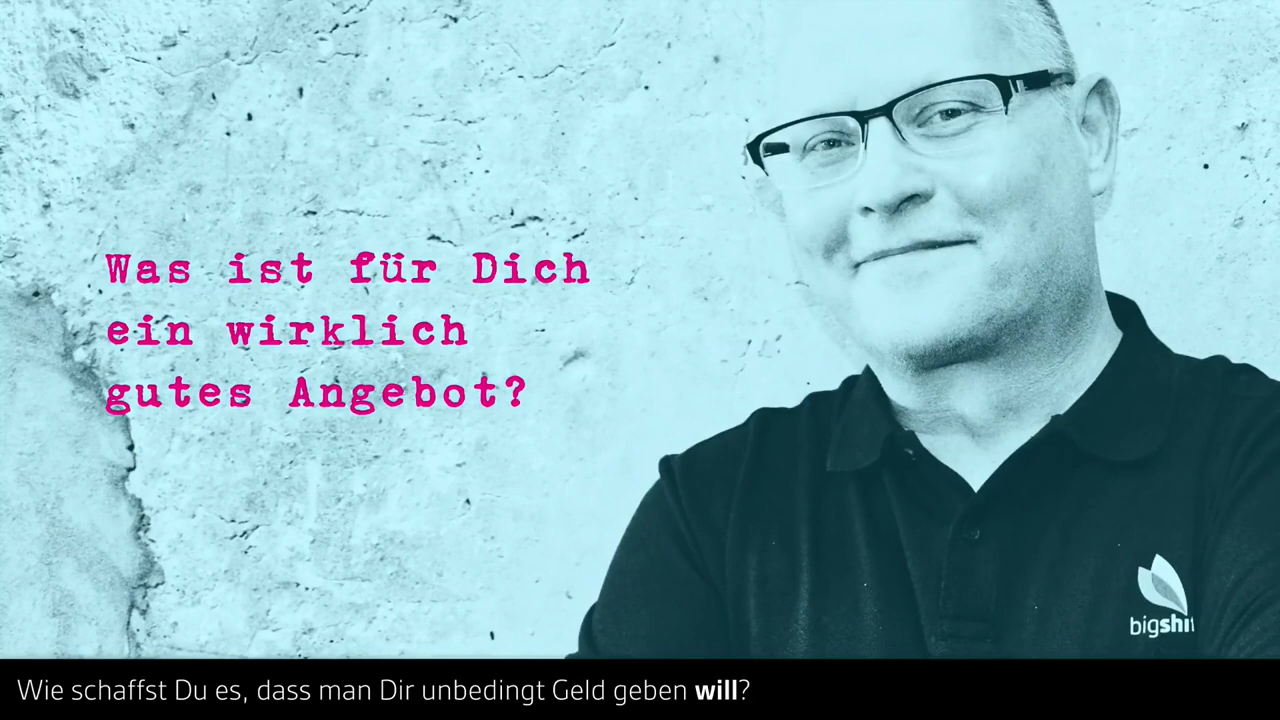 Was ist für Dich
ein wirklich
gutes Angebot?
bigshi
Wie schaffst Du es, dass man Dir unbedingt Geld geben will?